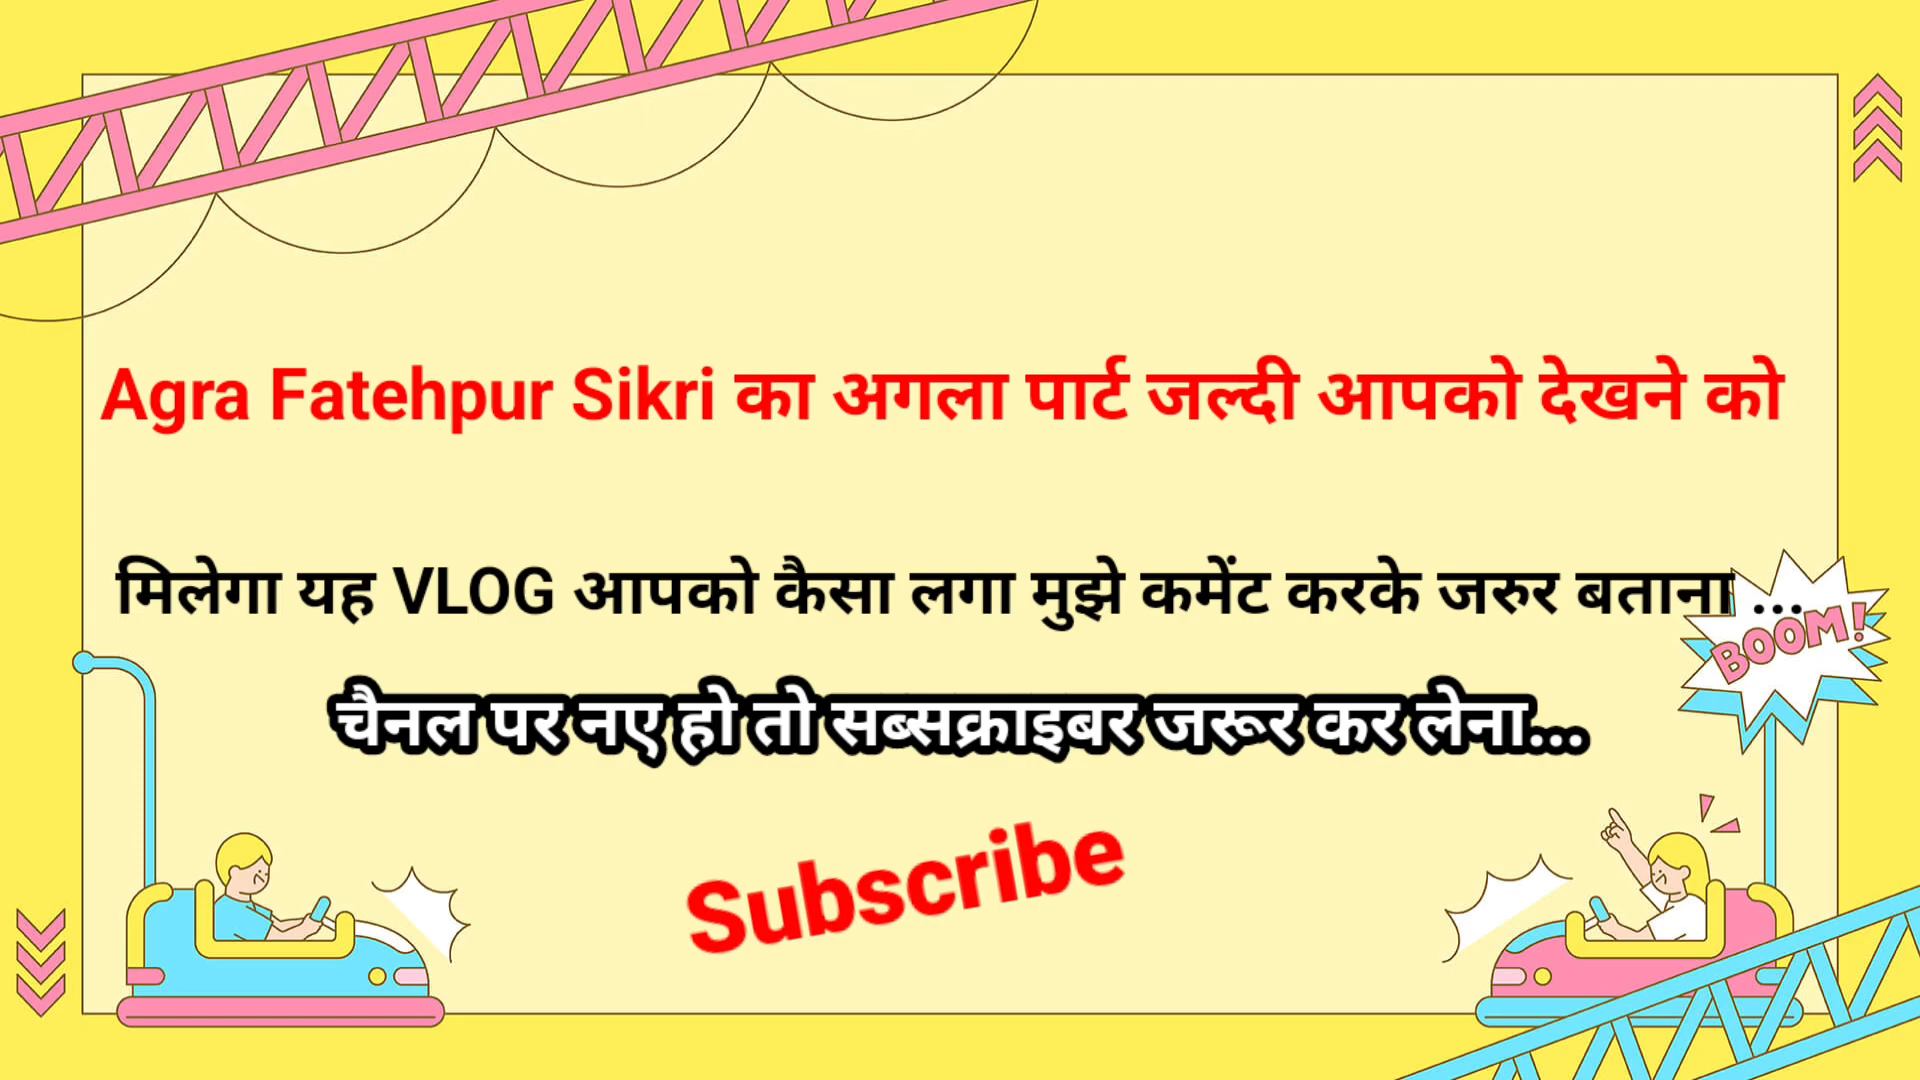 Agra Fatehpur Sikri का अगला पार्ट जल्दी आपको देखने को
मिलेगा यह VLOG आपको कैसा लगा मुझे कमेंट करके जरुर बताना ...
BOOM!
चैनल पर नए हो तो सब्सक्राइबर जरूर कर लेना...
Subscribe